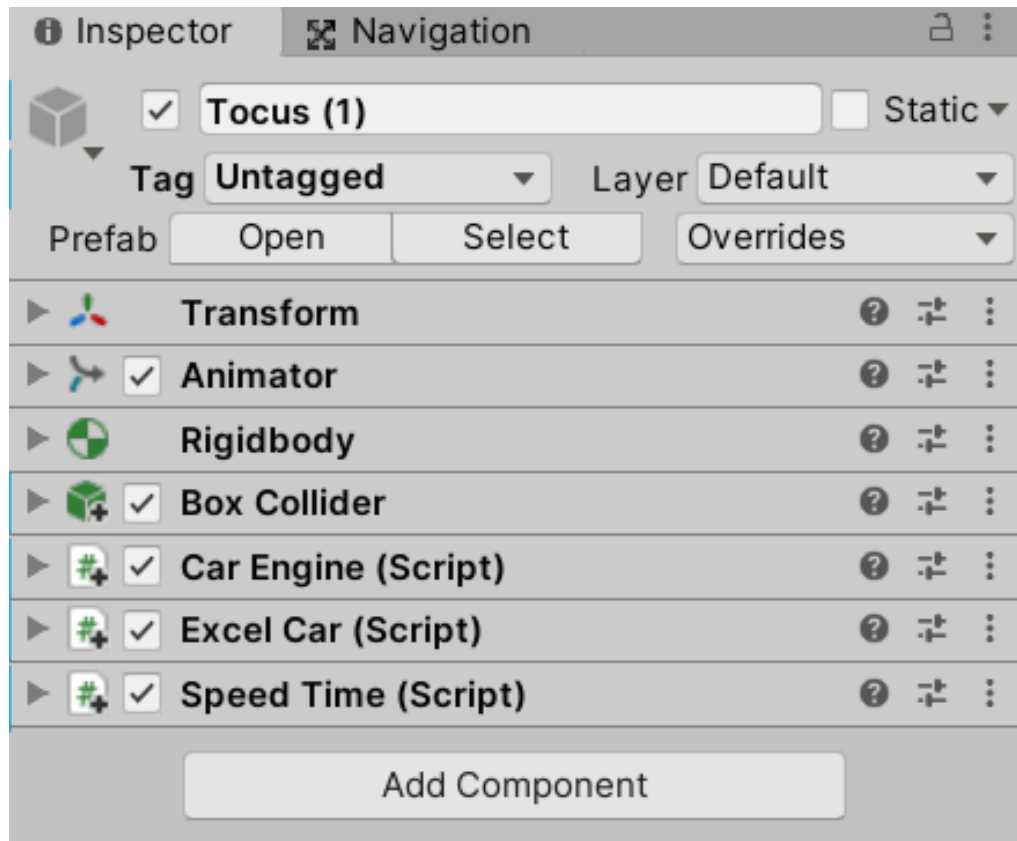 Inspector Navigation
Tocus (1) Static
Tag Untagged Layer Default
Prefab Open Select Overrides
Transform
Animator
Rigidbody
Box Collider
Car Engine (Script)
Excel Car (Script)
Speed Time (Script)
Add Component